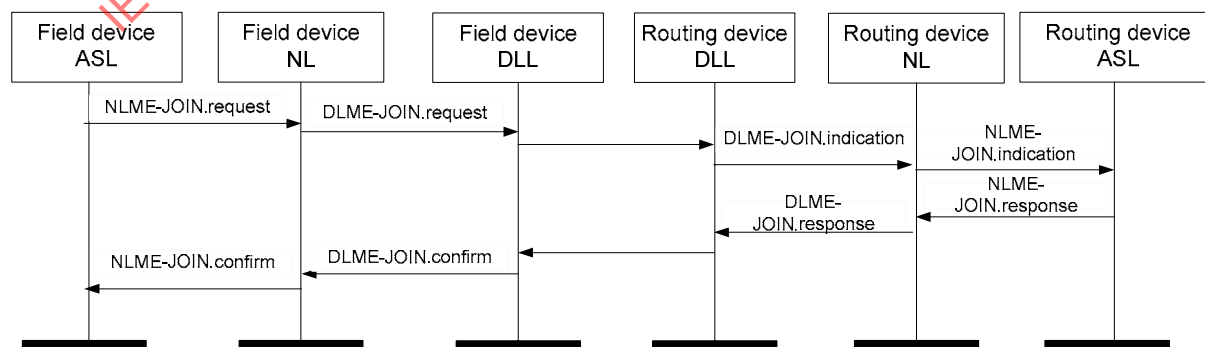 IE
Field device
ASL
Field device
NL
Field device
DLL
Routing device
DLL
Routing device
NL
Routing device
ASL
NLME-JOIN.request
DLME-JOIN.request
DLME-JOIN.indication
NLME-
JOIN.indication
NLME-
JOIN.response
DLME-
JOIN.response
DLME-JOIN.confirm
NLME-JOIN.confirm